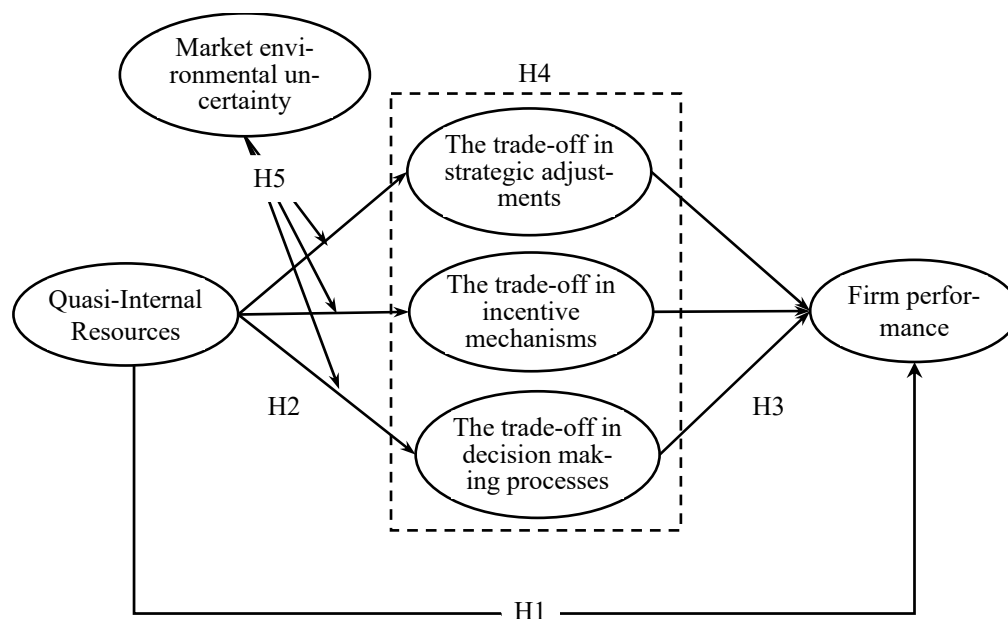 Market envi-
ronmental un-
certainty
H4
The trade-off in
strategic adjust-
ments
H5
Quasi-Internal
Resources
The trade-off in
incentive
mechanisms
Firm perfor-
mance
H2
H3
The trade-off in
decision mak-
ing processes
H1